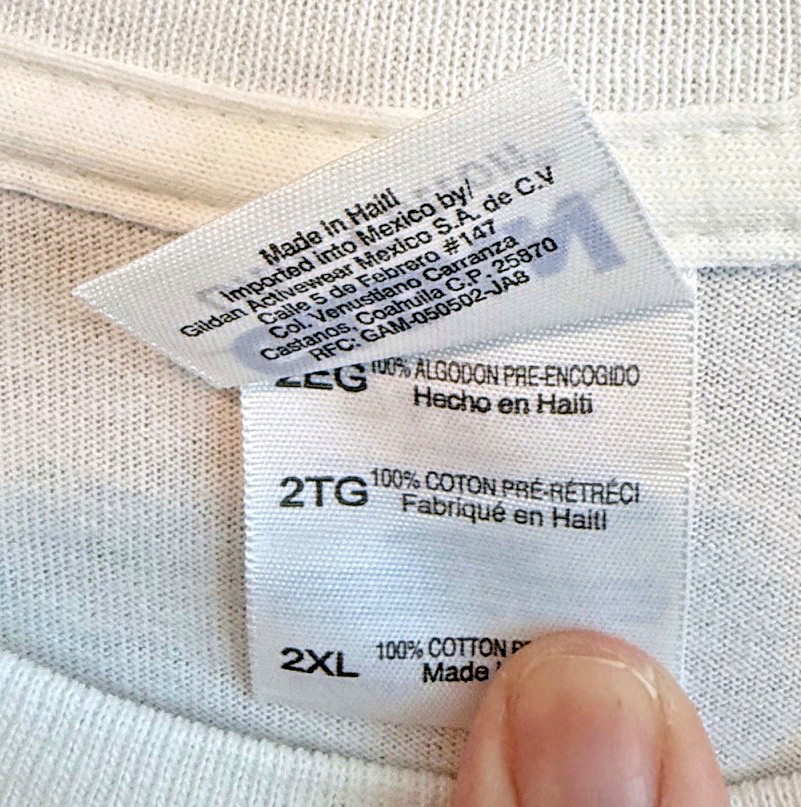 Made in Haiti
Imported into Mexico by/
Gildan Activewear Mexico S.A. de C.V
Calle 5 de Febrero #147
Col. Venustiano Carranza
Castanos, Coahuila C.P. 25870
RFC: GAM-050502-JA8
2EG 100% ALGODON PRE-ENCOGIDO
Hecho en Haiti
2TG 100% COTON PRÉ-RÉTRÉCI
Fabriqué en Haiti
2XL 100% COTTON
Made